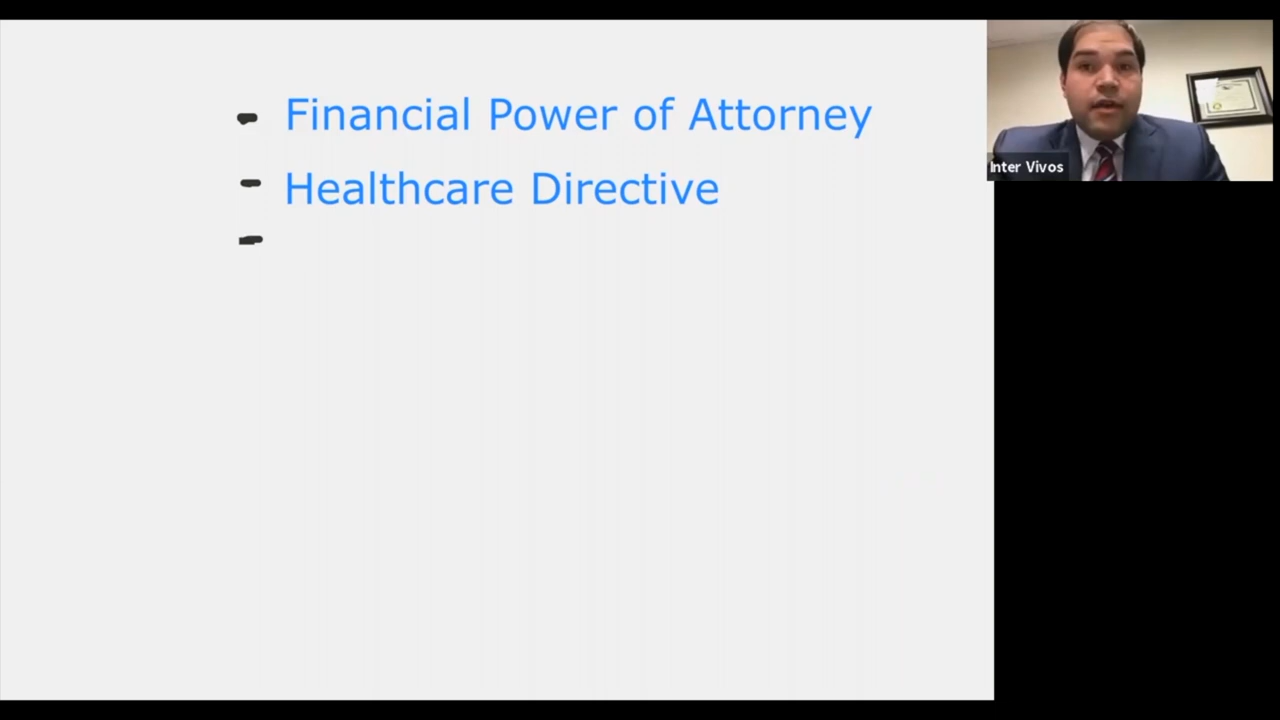 - Financial Power of Attorney
- Healthcare Directive
-
Inter Vivos